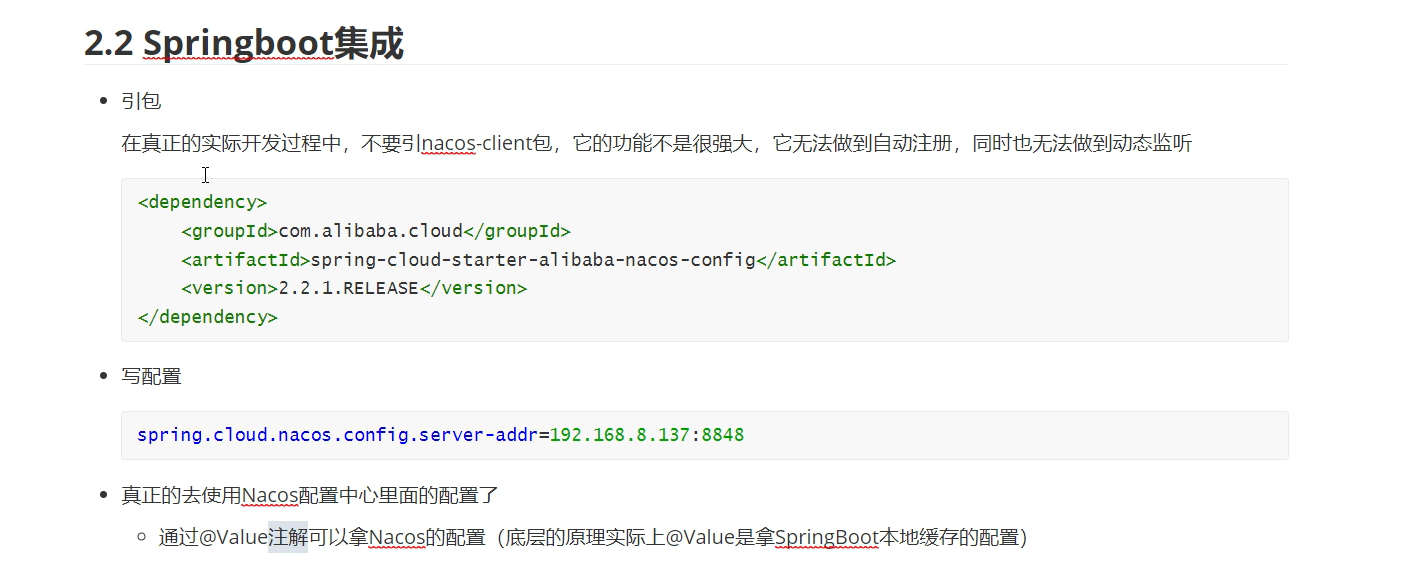 2.2 Springboot集成
引包
在真正的实际开发过程中，不要引nacos-client包，它的功能不是很强大，它无法做到自动注册，同时也无法做到动态监听
<dependency>
    <groupId>com.alibaba.cloud</groupId>
    <artifactId>spring-cloud-starter-alibaba-nacos-config</artifactId>
    <version>2.2.1.RELEASE</version>
</dependency>
写配置
spring.cloud.nacos.config.server-addr=192.168.8.137:8848
真正的去使用Nacos配置中心里面的配置了
通过@Value注解可以拿Nacos的配置（底层的原理实际上@Value是拿SpringBoot本地缓存的配置）